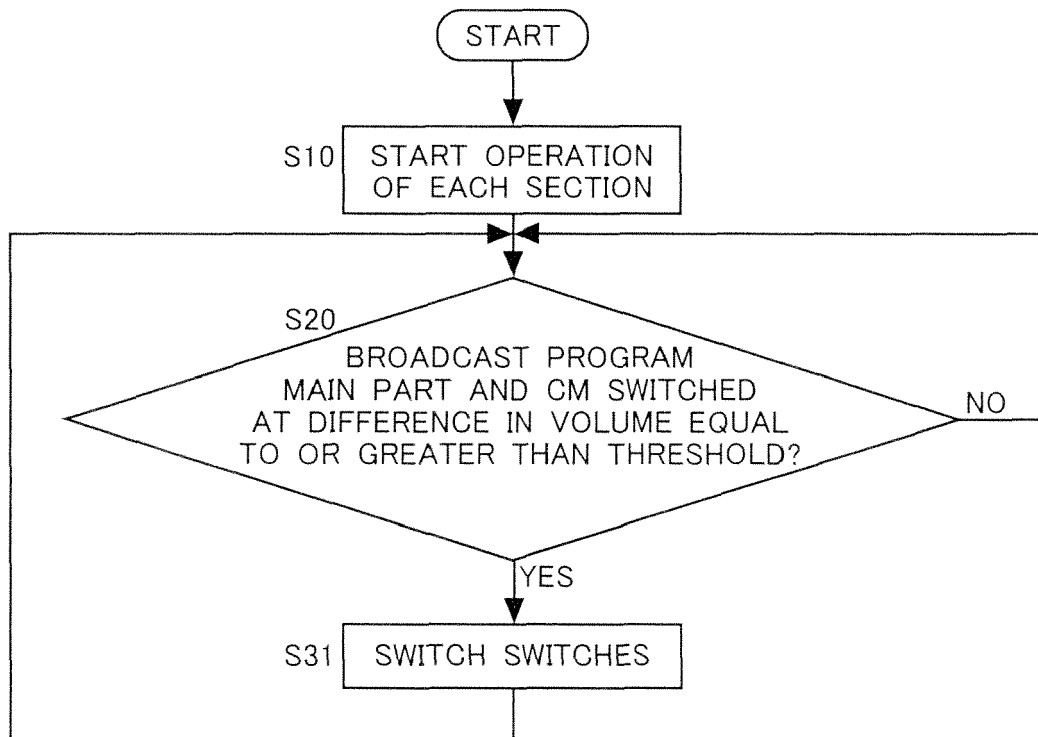 START
S10
START OPERATION
OF EACH SECTION
S20
BROADCAST PROGRAM
MAIN PART AND CM SWITCHED
AT DIFFERENCE IN VOLUME EQUAL
TO OR GREATER THAN THRESHOLD?
NO
YES
S31
SWITCH SWITCHES